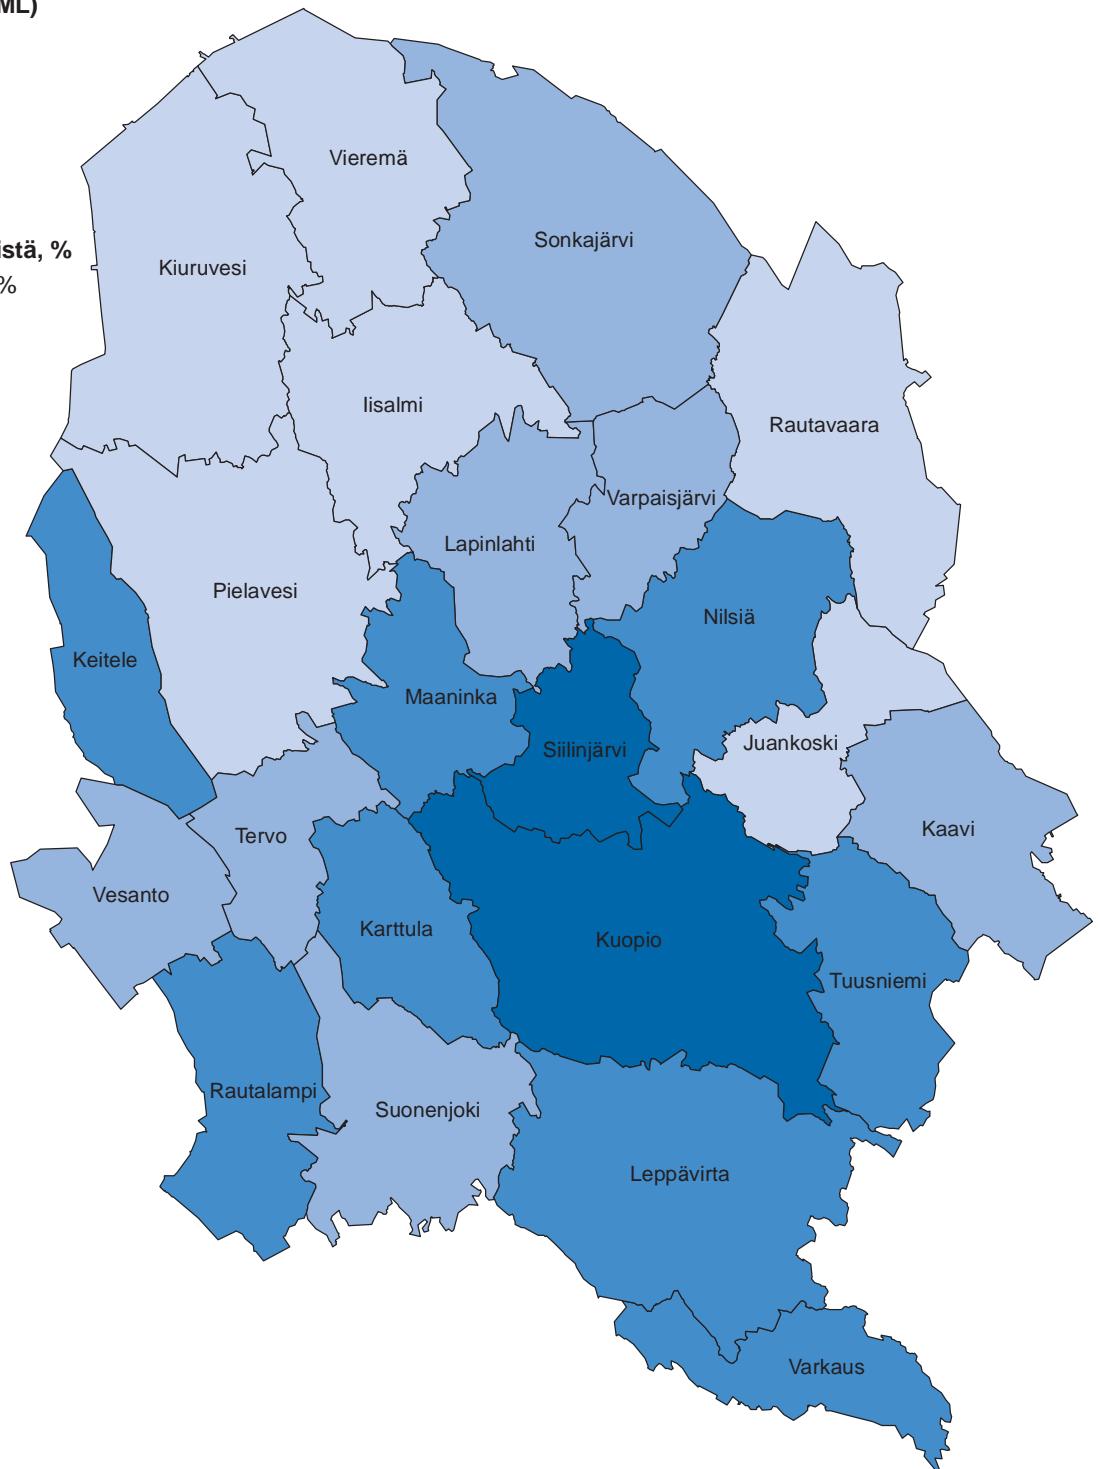 ML)
Vieremä
Sonkajärvi
istä, %
Kiuruvesi
%
Iisalmi
Rautavaara
Varpaisjärvi
Lapinlahti
Pielavesi
Nilsiä
Keitele
Maaninka
Juankoski
Siilinjärvi
Kaavi
Tervo
Vesanto
Karttula
Kuopio
Tuusniemi
Rautalampi
Suonenjoki
Leppävirta
Varkaus